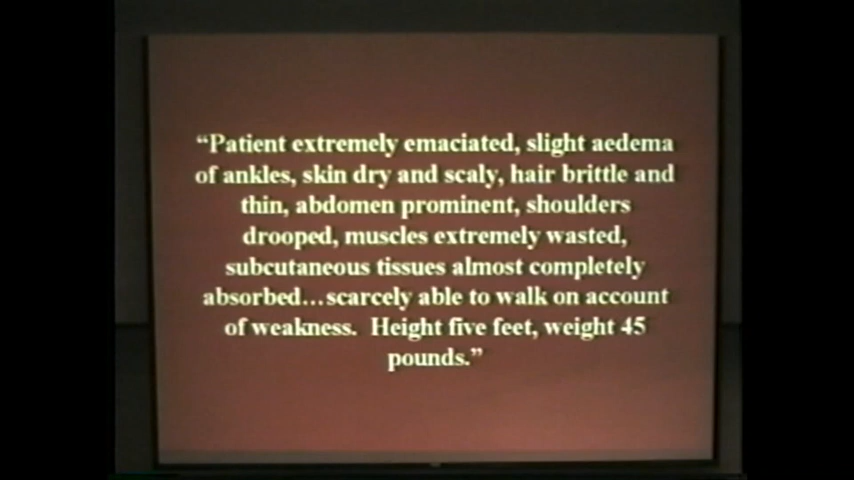 “Patient extremely emaciated, slight aedema
of ankles, skin dry and scaly, hair brittle and
thin, abdomen prominent, shoulders
drooped, muscles extremely wasted,
subcutaneous tissues almost completely
absorbed…scarcely able to walk on account
of weakness.  Height five feet, weight 45
pounds.”